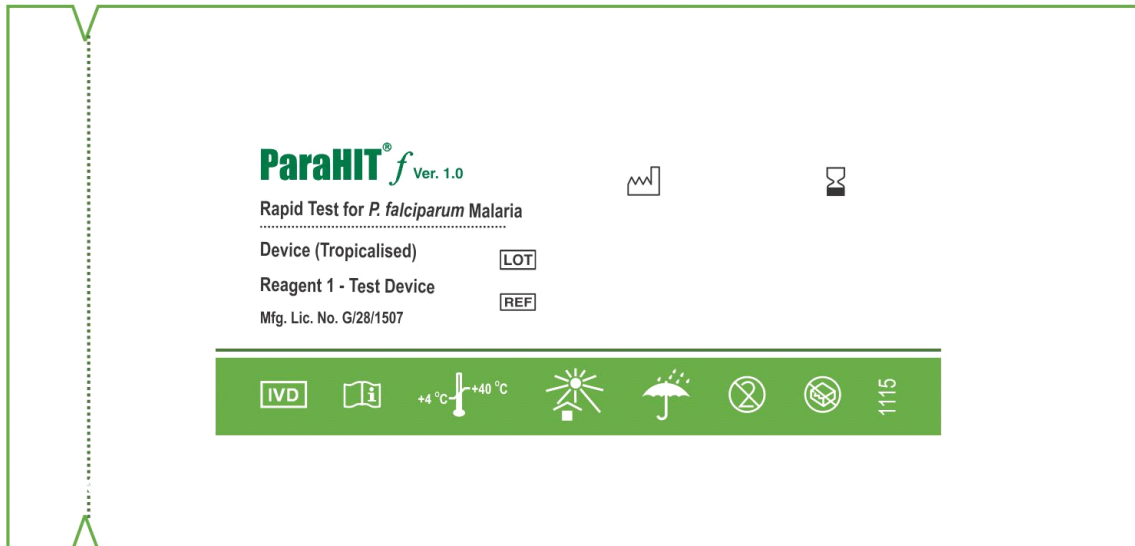 ParaHIT® f Ver. 1.0
Rapid Test for P. falciparum Malaria
Device (Tropicalised)
LOT
Reagent 1 - Test Device
REF
Mfg. Lic. No. G/28/1507
IVD
i
+4 °C +40 °C
2
1115